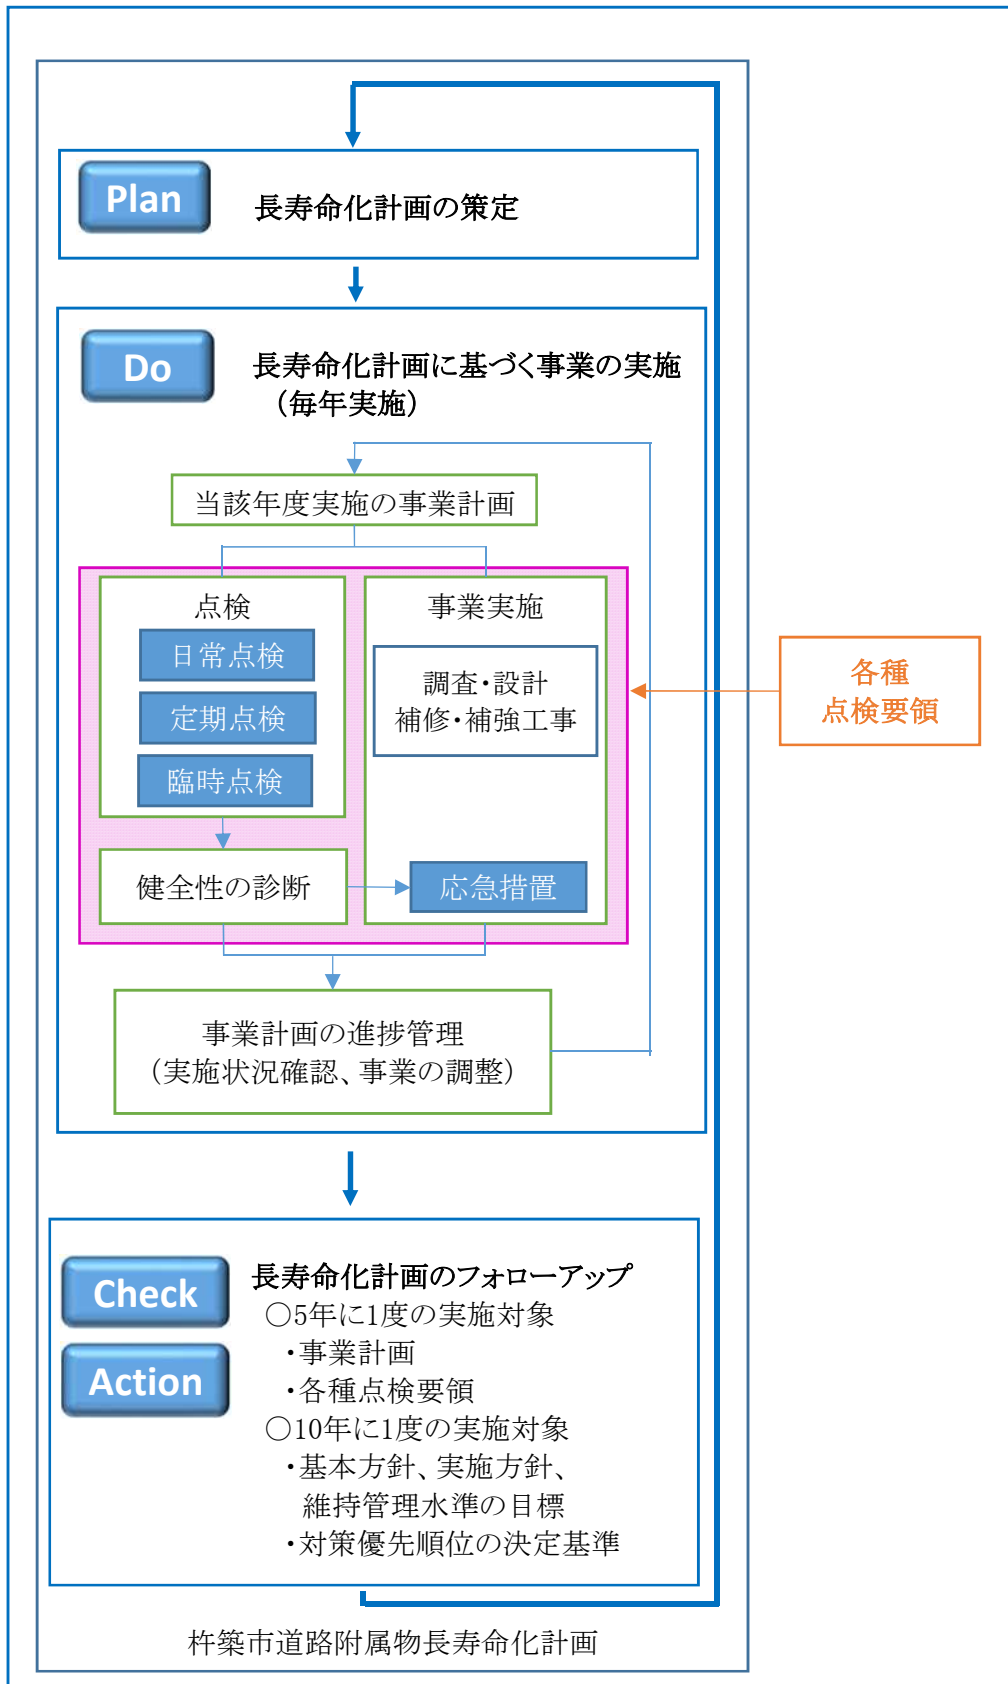 Plan
長寿命化計画の策定
Do
長寿命化計画に基づく事業の実施
（毎年実施）
当該年度実施の事業計画
点検
日常点検
定期点検
臨時点検
健全性の診断
事業実施
調査・設計
補修・補強工事
応急措置
各種
点検要領
事業計画の進捗管理
（実施状況確認、事業の調整）
Check
Action
長寿命化計画のフォローアップ
○5年に1度の実施対象
・事業計画
・各種点検要領
○10年に1度の実施対象
・基本方針、実施方針、
維持管理水準の目標
・対策優先順位の決定基準
杵築市道路附属物長寿命化計画